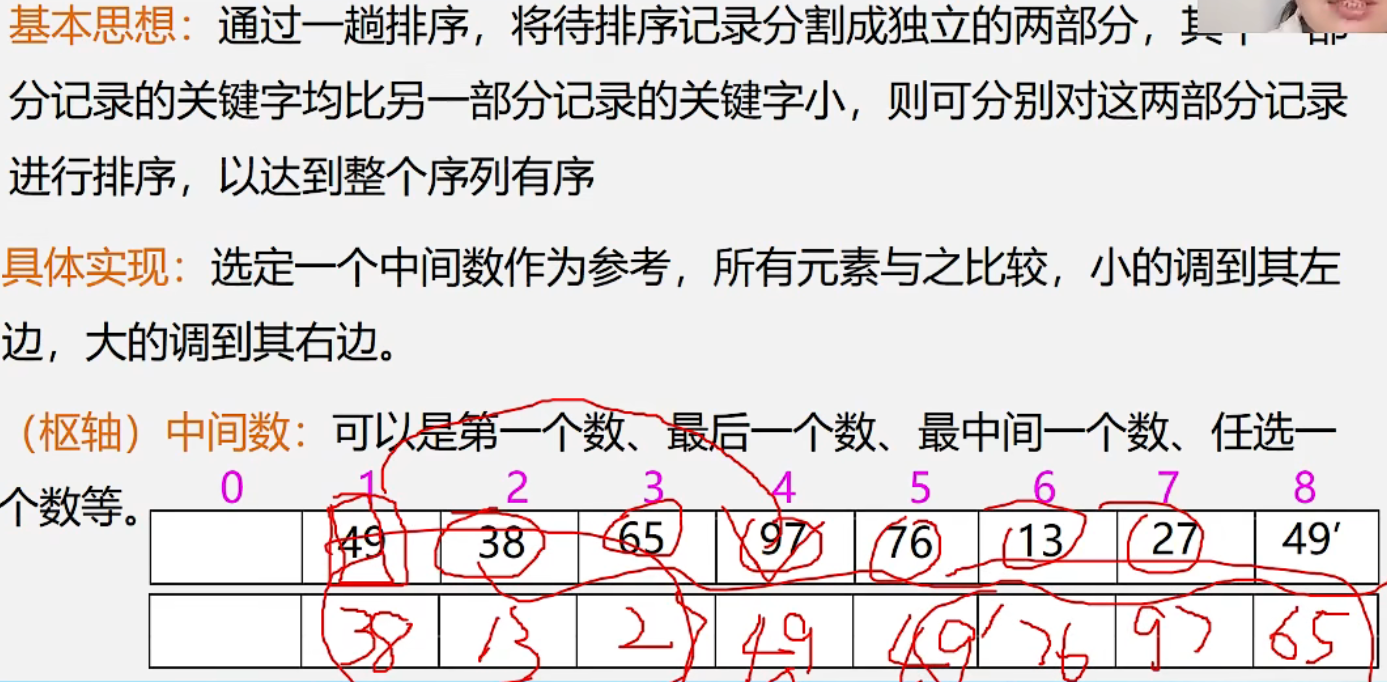 基本思想：通过一趟排序，将待排序记录分割成独立的两部分，其中一部
分记录的关键字均比另一部分记录的关键字小，则可分别对这两部分记录
进行排序，以达到整个序列有序
具体实现：选定一个中间数作为参考，所有元素与之比较，小的调到其左
边，大的调到其右边。
（枢轴）中间数：可以是第一个数、最后一个数、最中间一个数、任选一
个数等。
0 1 2 3 4 5 6 7 8
49 38 65 97 76 13 27 49′
38 13 27 49 49′ 76 97 65